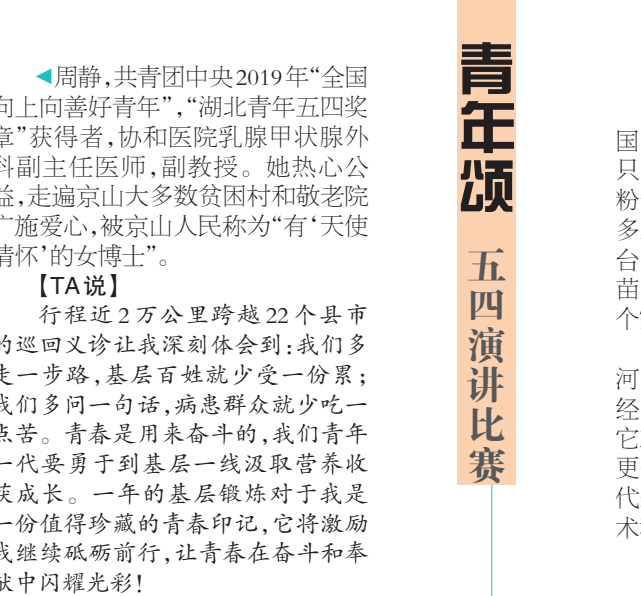 ◀周静,共青团中央2019年“全国
向上向善好青年”,“湖北青年五四奖
章”获得者,协和医院乳腺甲状腺外
科副主任医师,副教授。她热心公
益,走遍京山大多数贫困村和敬老院
广施爱心,被京山人民称为“有‘天使
情怀’的女博士”。
【TA说】
行程近2万公里跨越22个县市
的巡回义诊让我深刻体会到:我们多
走一步路,基层百姓就少受一份累;
我们多问一句话,病患群众就少吃一
点苦。青春是用来奋斗的,我们青年
一代要勇于到基层一线汲取营养收
获成长。一年的基层锻炼对于我是
一份值得珍藏的青春印记,它将激励
我继续砥砺前行,让青春在奋斗和奉
献中闪耀光彩!
青年颂
五四演讲比赛
国
只
粉
多
台
苗
个
河
经
它
更
代
术